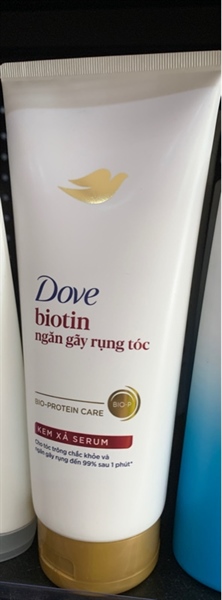 Dove
biotin
ngăn gãy rụng tóc
BIO-PROTEIN CARE
BIO-P
KEM XẢ SERUM
Cho tóc trông chắc khỏe và
ngăn gãy rụng đến 99% sau 1 phút*